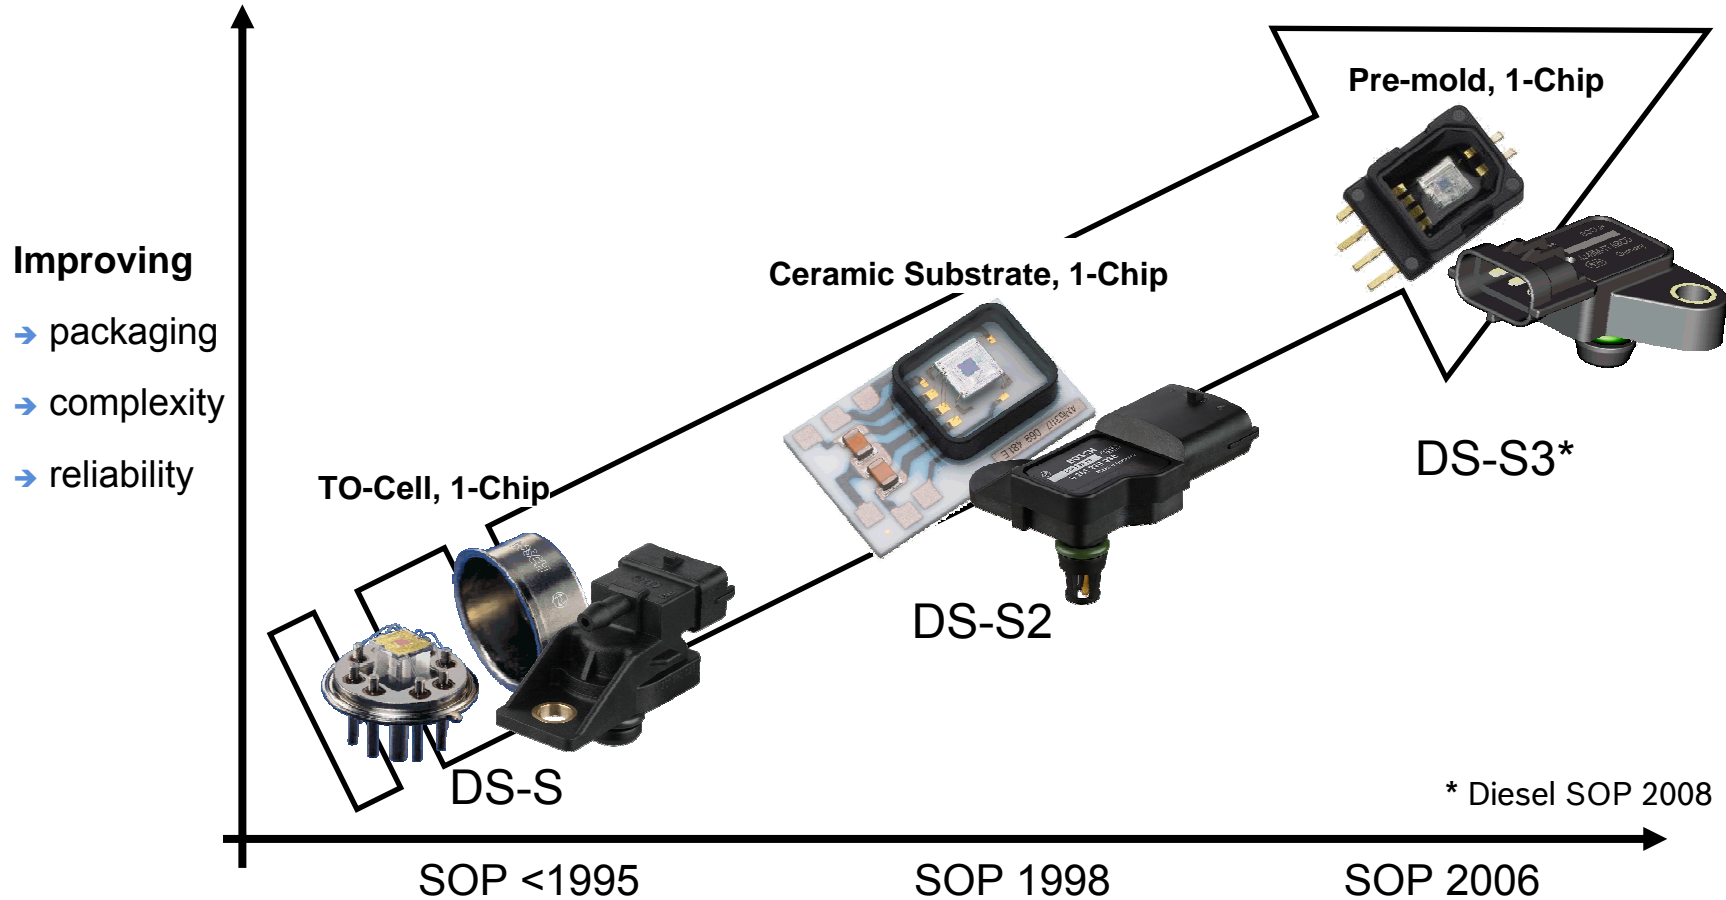 Pre-mold, 1-Chip
Improving
→ packaging
→ complexity
→ reliability
Ceramic Substrate, 1-Chip
TO-Cell, 1-Chip
DS-S3*
DS-S2
DS-S
* Diesel SOP 2008
SOP <1995
SOP 1998
SOP 2006